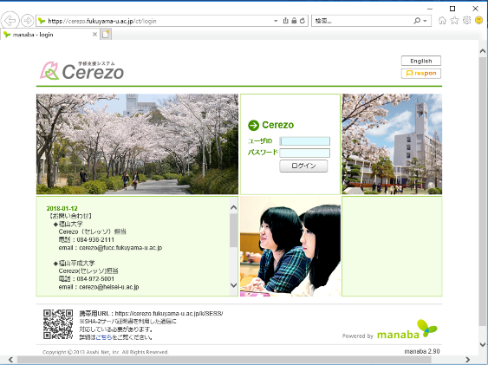 https://cerezo.fukuyama-u.ac.jp/ct/login
検索...
manaba - login
English
respon
学修支援システム
Cerezo
Cerezo
ユーザID
パスワード
ログイン
2018-01-12
【お問い合わせ】
◆福山大学
Cerezo（セレッソ）担当
電話：084-936-2111
email：cerezo@fucc.fukuyama-u.ac.jp
◆福山平成大学
Cerezo(セレッソ)担当
電話：084-972-5001
email：cerezo@heisei-u.ac.jp
携帯用URL：https://cerezo.fukuyama-u.ac.jp/k/SESS/
※SHA-2サーバ証明書を利用した通信に
対応している必要があります。
詳細はこちらをご覧ください。
Powered by manaba
Copyright © 2013 Asahi Net, Inc. All Rights Reserved.
manaba 2.90